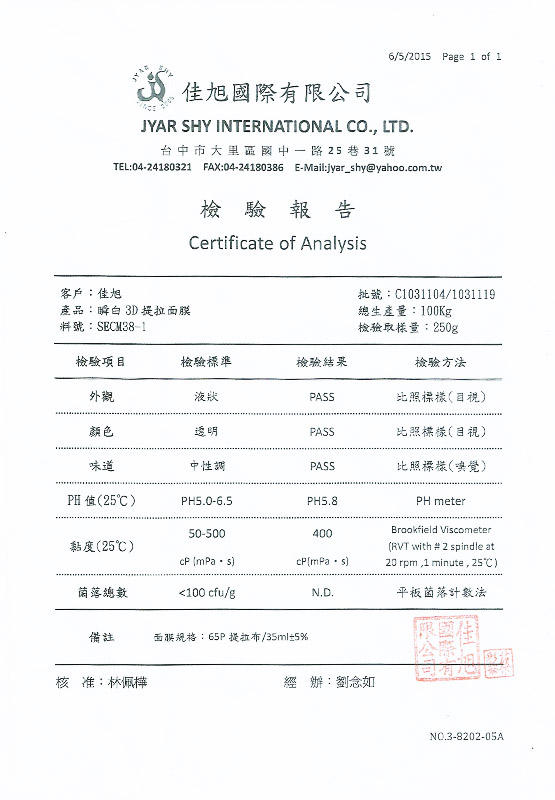 6/5/2015 Page 1 of 1
JYAR SHY
SINCE
佳旭國際有限公司
JYAR SHY INTERNATIONAL CO., LTD.
台中市大里區國中一路25巷31號
TEL:04-24180321 FAX:04-24180386 E-Mail:jyar_shy@yahoo.com.tw
檢驗報告
Certificate of Analysis
客戶：佳旭 批號：C1031104/1031119
產品：瞬白3D提拉面膜 總生產量：100Kg
料號：SECM38-1 檢驗取樣量：250g
檢驗項目 檢驗標準 檢驗結果 檢驗方法
外觀 液狀 PASS 比照標樣(目視)
顏色 透明 PASS 比照標樣(目視)
味道 中性調 PASS 比照標樣(嗅覺)
PH值(25℃) PH5.0-6.5 PH5.8 PH meter
黏度(25℃) 50-500 cP (mPa・s) 400 cP(mPa・s) Brookfield Viscometer
(RVT with # 2 spindle at
20 rpm ,1 minute , 25℃)
菌落總數 <100 cfu/g N.D. 平板菌落計數法
備註 面膜規格：65P提拉布/35ml±5%
佳旭國際有限公司
核 准：林佩樺 經 辦：劉念如
NO.3-8202-05A